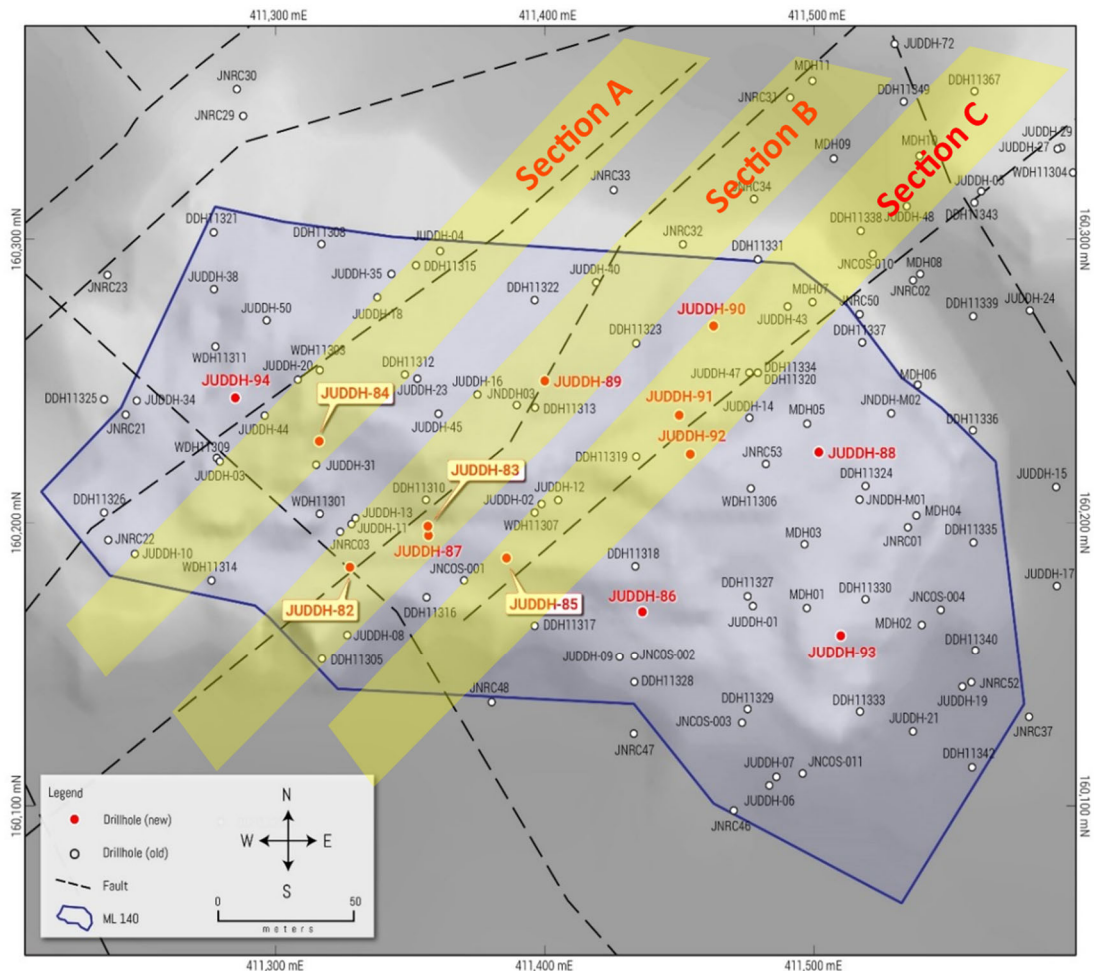 411,300 mE
411,400 mE
411,500 mE
JUDDH-72
MDH11
JNRC30
JNRC31
DDH11349
DDH11367
JNRC29
Section A
Section B
Section C
MDH09
MDH10
JUDDH-29
JUDDH-27
WDH11304
JNRC33
JNRC34
JUDDH-05
DDH11321
DDH11308
JUDDH-04
JNRC32
DDH11331
DDH11338
JUDDH-48
DDH11343
160,300 mN
160,300 mN
JNRC23
JUDDH-38
JUDDH-35
DDH11315
JUDDH-40
JNCOS-010
MDH08
JNRC02
JUDDH-18
DDH11322
MDH07
JNRC50
JUDDH-24
JUDDH-50
JUDDH-90
JUDDH-43
DDH11339
DDH11323
DDH11337
WDH11311
WDH11303
JUDDH-20
DDH11312
JUDDH-94
JUDDH-23
JUDDH-16
JUDDH-89
JUDDH-47
DDH11334
DDH11320
MDH06
DDH11325
JUDDH-34
JUDDH-84
JNDDH03
DDH11313
JUDDH-91
JUDDH-14
MDH05
JNDDH-M02
JNRC21
JUDDH-44
JUDDH-45
JUDDH-92
DDH11336
WDH11309
JUDDH-03
JUDDH-31
JUDDH-83
DDH11319
JNRC53
JUDDH-88
DDH11324
JUDDH-15
DDH11326
WDH11301
DDH11310
JUDDH-02
JUDDH-12
WDH11306
JNDDH-M01
160,200 mN
160,200 mN
JUDDH-13
JUDDH-11
WDH11307
MDH04
JNRC22
JNRC03
JUDDH-87
MDH03
JNRC01
DDH11335
JUDDH-10
WDH11314
JNCOS-001
DDH11318
JUDDH-17
JUDDH-82
DDH11316
JUDDH-85
JUDDH-86
DDH11327
JUDDH-01
MDH01
DDH11330
JNCOS-004
MDH02
DDH11317
JUDDH-08
JUDDH-93
DDH11340
DDH11305
JUDDH-09
JNCOS-002
DDH11328
JNRC48
JNRC52
JUDDH-19
DDH11329
JNCOS-003
DDH11333
JUDDH-21
JNRC37
JNRC47
JUDDH-07
JNCOS-011
DDH11342
JUDDH-06
JNRC46
160,100 mN
160,100 mN
Legend
Drillhole (new)
Drillhole (old)
Fault
ML 140
N
W
E
S
0
50
meters
411,300 mE
411,400 mE
411,500 mE